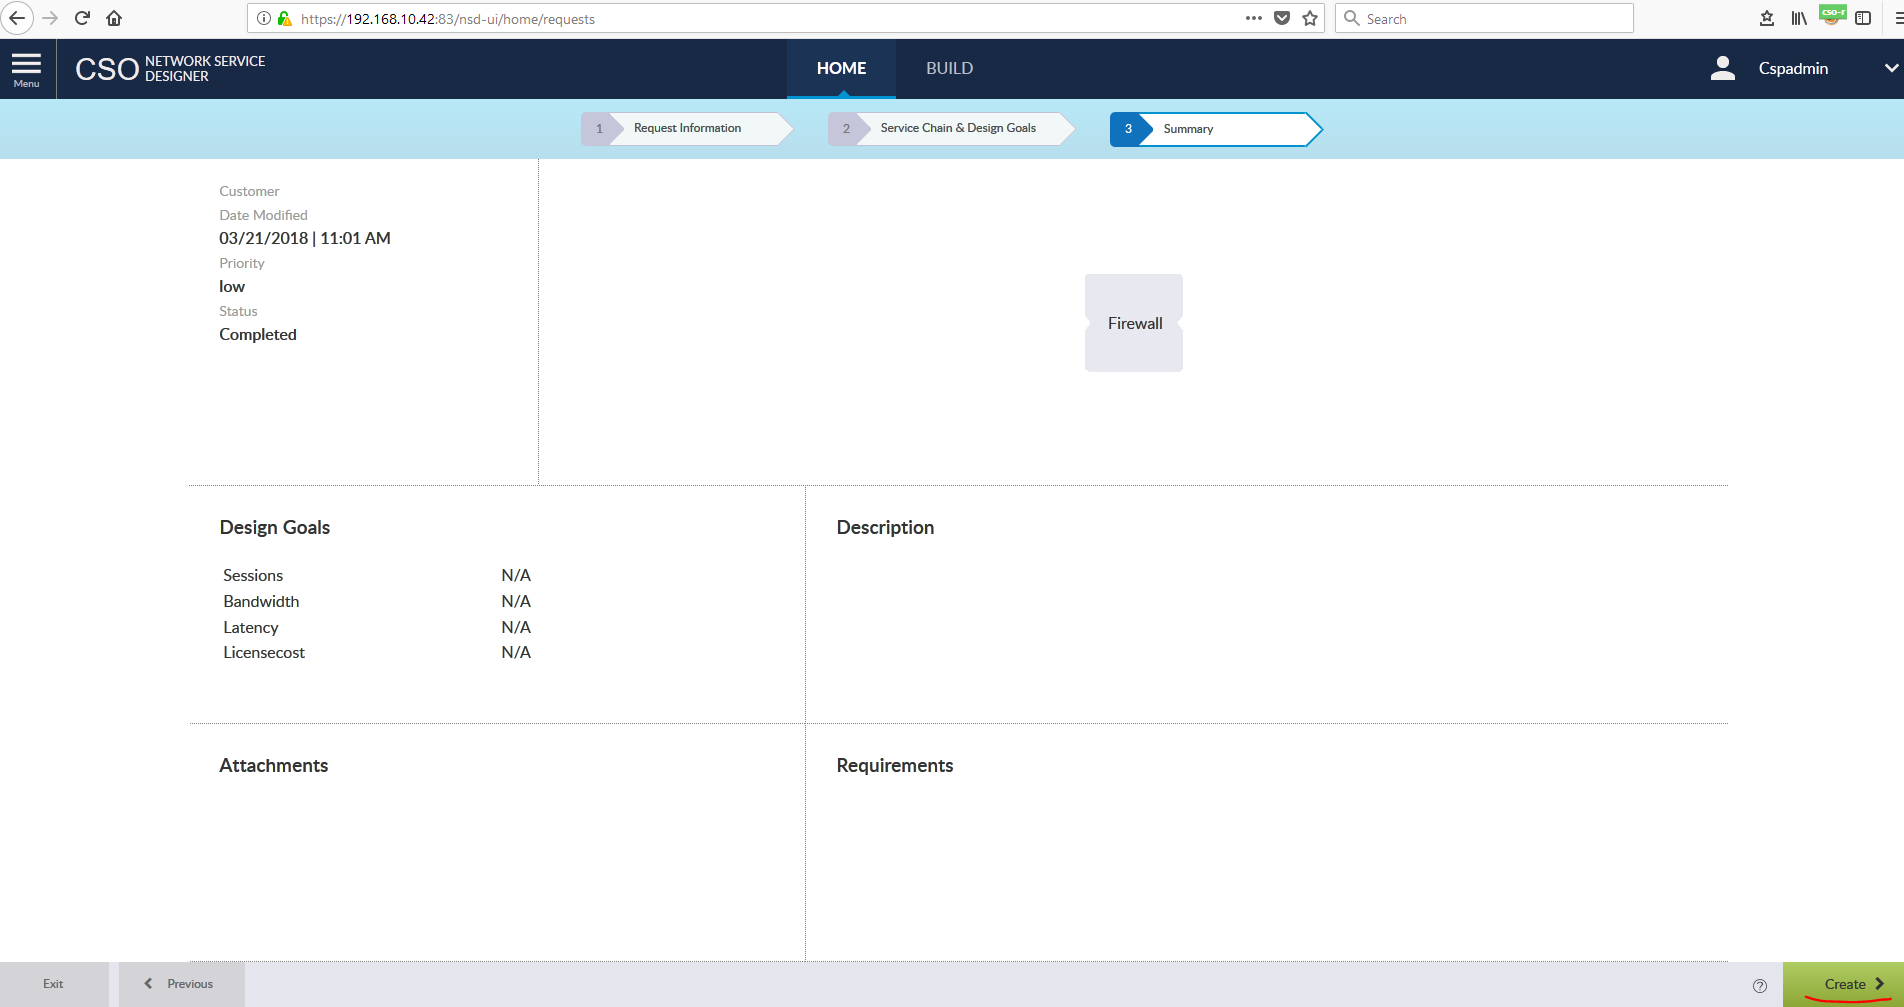 https://192.168.10.42:83/nsd-ui/home/requests
Search
cso-r
Menu
CSO NETWORK SERVICE DESIGNER
HOME
BUILD
Cspadmin
1 Request Information
2 Service Chain & Design Goals
3 Summary
Customer
Date Modified
03/21/2018 | 11:01 AM
Priority
low
Status
Completed
Firewall
Design Goals
Sessions N/A
Bandwidth N/A
Latency N/A
Licensecost N/A
Description
Attachments
Requirements
Exit
Previous
?
Create